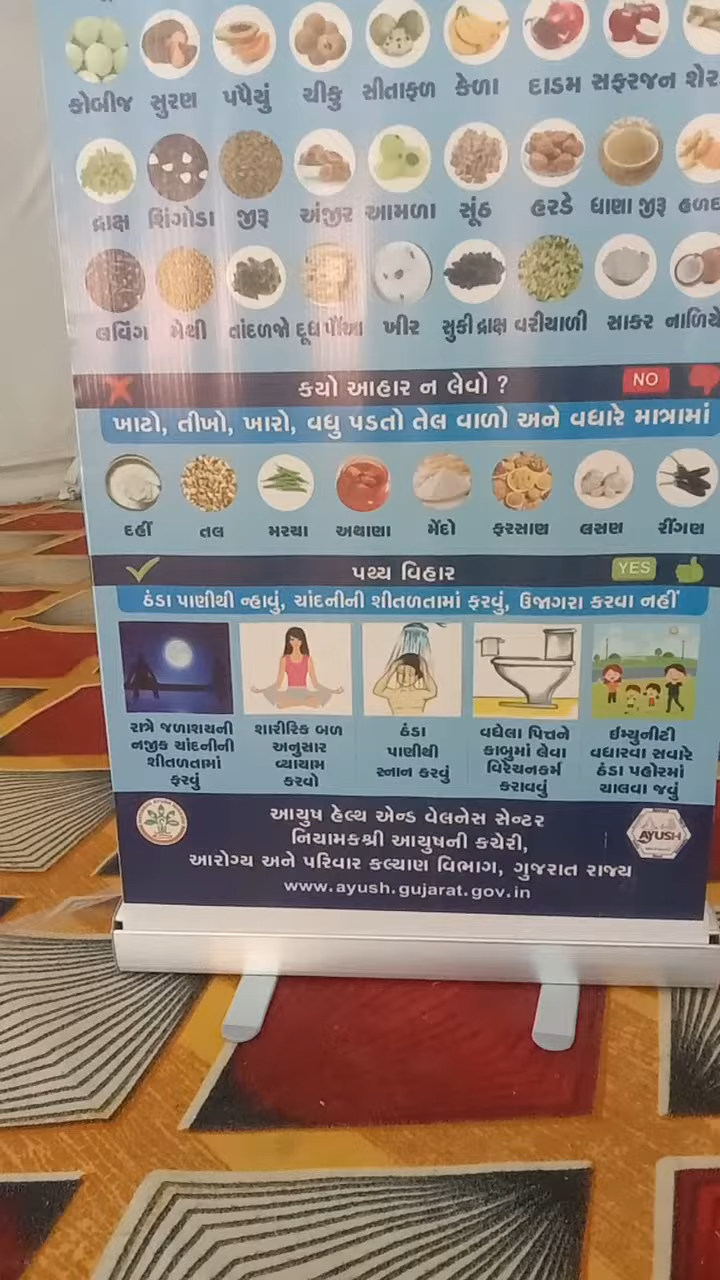 કોબીજ સુરણ પપૈયું ચીકુ સીતાફળ કેળા દાડમ સફરજન શેર
દ્રાક્ષ શિંગોડા જીરૂ અંજીર આમળા સૂંઠ હરડે ધાણા જીરૂ હળદ
લવિંગ મેથી તાંદળજો દૂધ પૌંઆ ખીર સુકી દ્રાક્ષ વરીયાળી સાકર નાળિયે
કયો આહાર ન લેવો ? NO
ખાટો, તીખો, ખારો, વધુ પડતો તેલ વાળો અને વધારે માત્રામાં
દહીં તલ મરચા અથાણા મેંદો ફરસાણ લસણ રીંગણ
પથ્ય વિહાર YES
ઠંડા પાણીથી ન્હાવું, ચાંદનીની શીતળતામાં ફરવું, ઉજાગરા કરવા નહીં
રાત્રે જળાશયની
નજીક ચાંદનીની
શીતળતામાં
ફરવું
શારીરિક બળ
અનુસાર
વ્યાયામ
કરવો
ઠંડા
પાણીથી
સ્નાન કરવું
વધેલા પિત્તને
કાબુમાં લેવા
વિરેચનકર્મ
કરાવવું
ઈમ્યુનીટી
વધારવા સવારે
ઠંડા પહોરમાં
ચાલવા જવું
આયુષ હેલ્થ એન્ડ વેલનેસ સેન્ટર
નિયામકશ્રી આયુષની કચેરી,
આરોગ્ય અને પરિવાર કલ્યાણ વિભાગ, ગુજરાત રાજ્ય
www.ayush.gujarat.gov.in
AYUSH